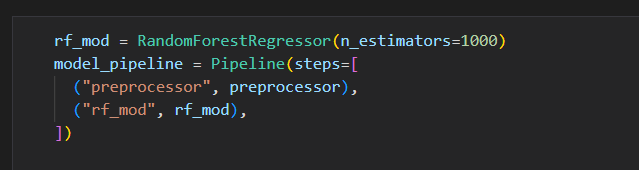 rf_mod = RandomForestRegressor(n_estimators=1000)
model_pipeline = Pipeline(steps=[
  ("preprocessor", preprocessor),
  ("rf_mod", rf_mod),
])